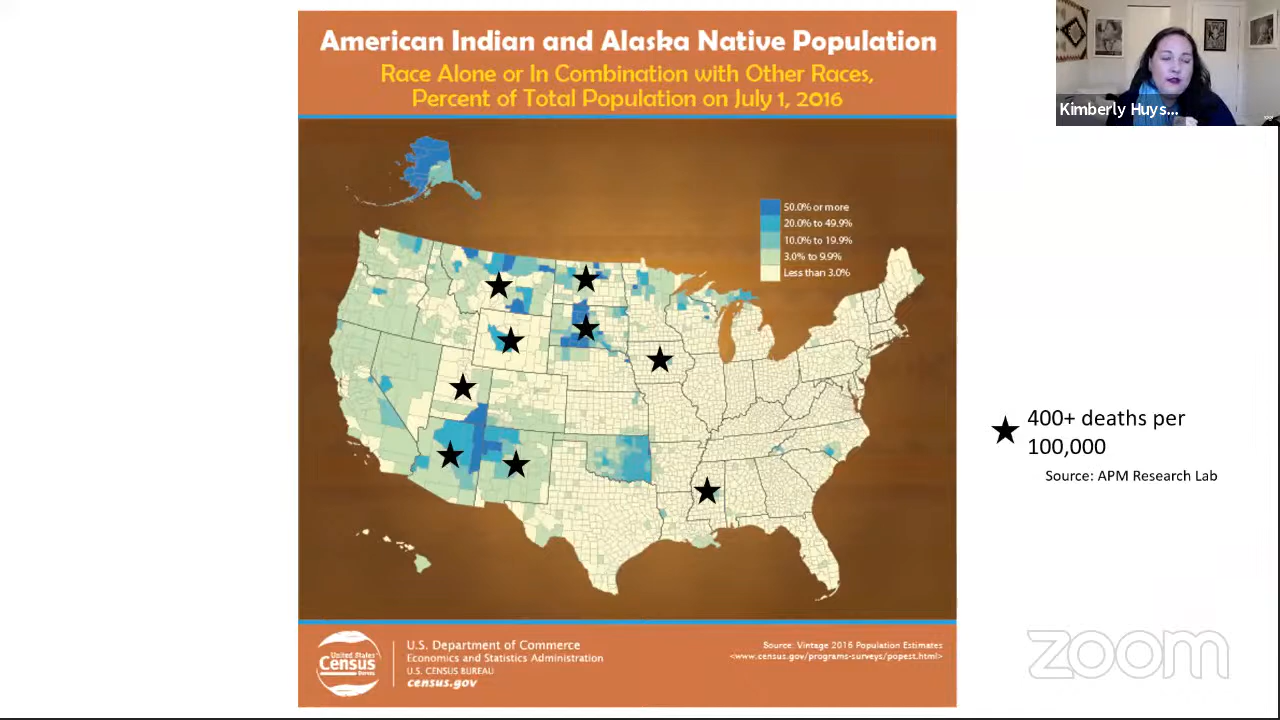 American Indian and Alaska Native Population
Race Alone or In Combination with Other Races,
Percent of Total Population on July 1, 2016
Kimberly Huys...
50.0% or more
20.0% to 49.9%
10.0% to 19.9%
3.0% to 9.9%
Less than 3.0%
400+ deaths per
100,000
Source: APM Research Lab
United States
Census
Bureau
U.S. Department of Commerce
Economics and Statistics Administration
U.S. CENSUS BUREAU
census.gov
Source: Vintage 2016 Population Estimates
<www.census.gov/programs-surveys/popest.html>
zoom